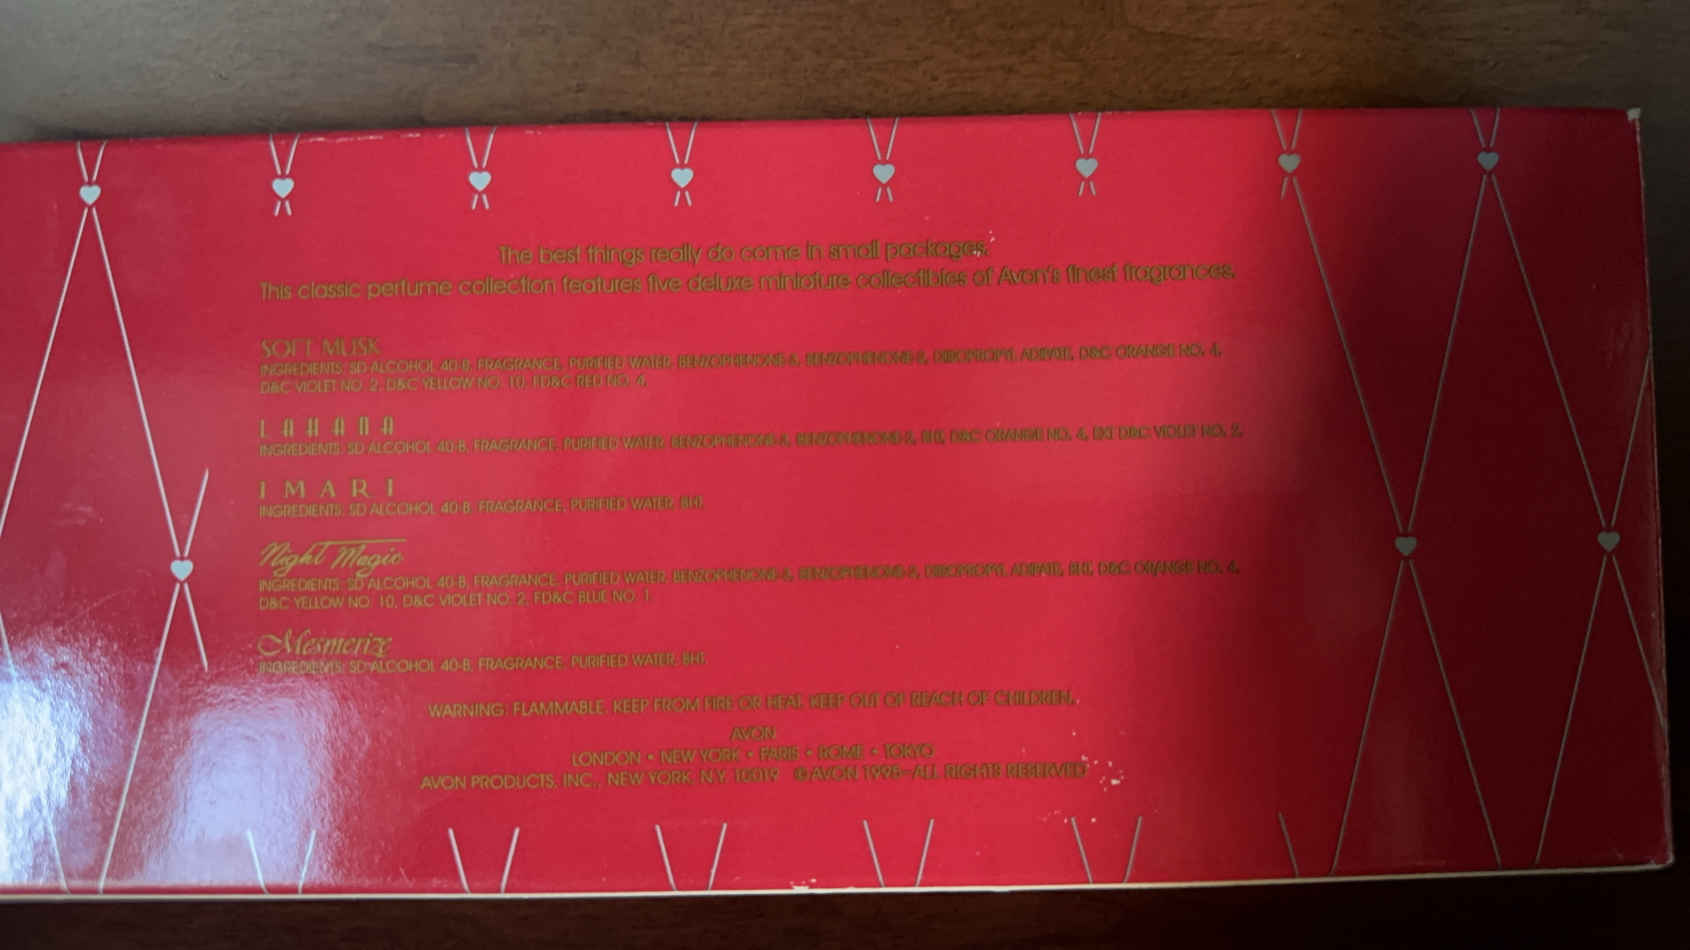 The best things really do come in small packages.
This classic perfume collection features five deluxe miniature collectibles of Avon's finest fragrances.
SOFT MUSK
INGREDIENTS: SD ALCOHOL 40-B, FRAGRANCE, PURIFIED WATER, BENZOPHENONE-3, BENZOPHENONE-2, DIISOPROPYL ADIPATE, D&C ORANGE NO. 4,
D&C VIOLET NO. 2, D&C YELLOW NO. 10, FD&C RED NO. 4.
LAHANA
INGREDIENTS: SD ALCOHOL 40-B, FRAGRANCE, PURIFIED WATER, BENZOPHENONE-3, BENZOPHENONE-2, BHT, D&C ORANGE NO. 4, EXT D&C VIOLET NO. 2.
IMARI
INGREDIENTS: SD ALCOHOL 40-B, FRAGRANCE, PURIFIED WATER, BHT.
Night Magic
INGREDIENTS: SD ALCOHOL 40-B, FRAGRANCE, PURIFIED WATER, BENZOPHENONE-3, BENZOPHENONE-2, DIISOPROPYL ADIPATE, BHT, D&C ORANGE NO. 4,
D&C YELLOW NO. 10, D&C VIOLET NO. 2, FD&C BLUE NO. 1.
Mesmerize
INGREDIENTS: SD ALCOHOL 40-B, FRAGRANCE, PURIFIED WATER, BHT.
WARNING: FLAMMABLE. KEEP FROM FIRE OR HEAT. KEEP OUT OF REACH OF CHILDREN.
AVON
LONDON • NEW YORK • PARIS • ROME • TOKYO
AVON PRODUCTS, INC., NEW YORK, N.Y. 10019 © AVON ALL RIGHTS RESERVED